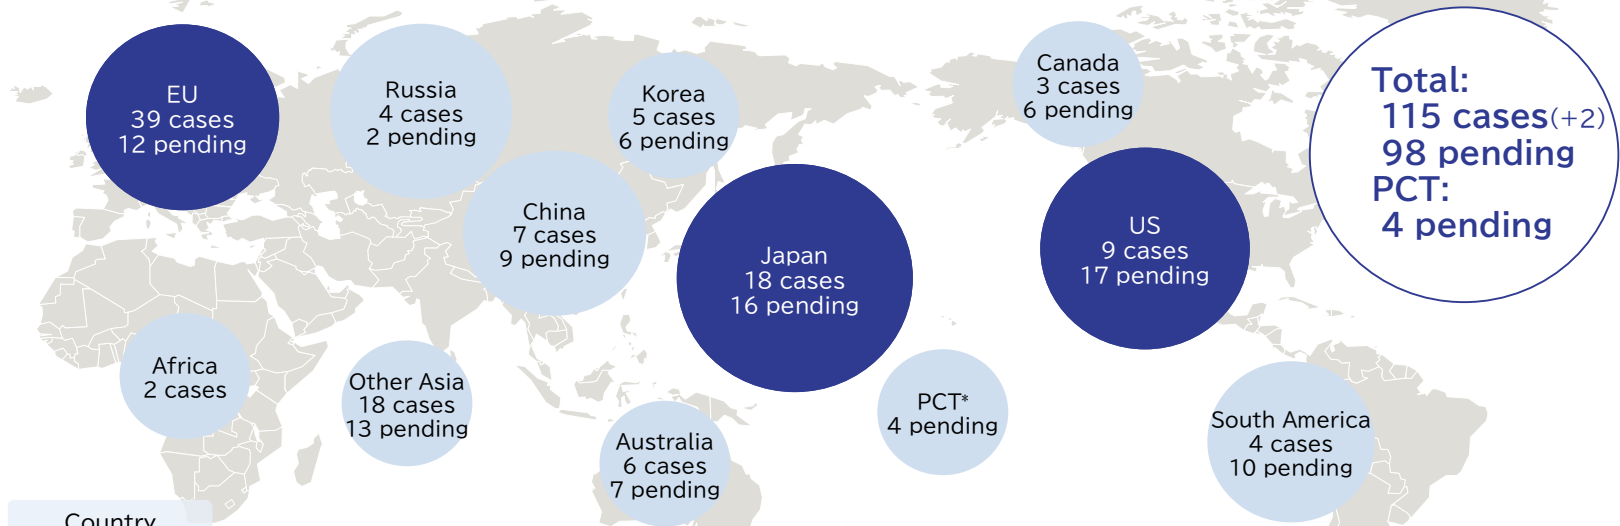 EU
39 cases
12 pending
Russia
4 cases
2 pending
Korea
5 cases
6 pending
Canada
3 cases
6 pending
Total:
115 cases(+2)
98 pending
PCT:
4 pending
China
7 cases
9 pending
Japan
18 cases
16 pending
US
9 cases
17 pending
Africa
2 cases
Other Asia
18 cases
13 pending
Australia
6 cases
7 pending
PCT*
4 pending
South America
4 cases
10 pending
Country